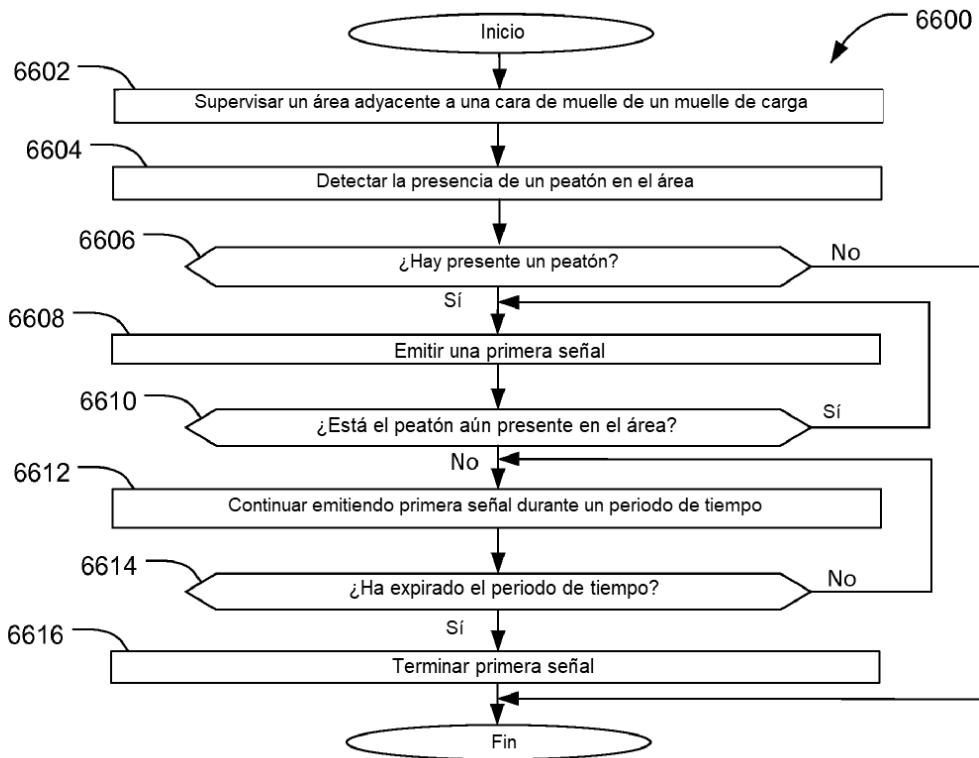 Inicio
6600
6602
Supervisar un área adyacente a una cara de muelle de un muelle de carga
6604
Detectar la presencia de un peatón en el área
6606
¿Hay presente un peatón?
No
Sí
6608
Emitir una primera señal
6610
¿Está el peatón aún presente en el área?
Sí
No
6612
Continuar emitiendo primera señal durante un periodo de tiempo
6614
¿Ha expirado el periodo de tiempo?
No
Sí
6616
Terminar primera señal
Fin